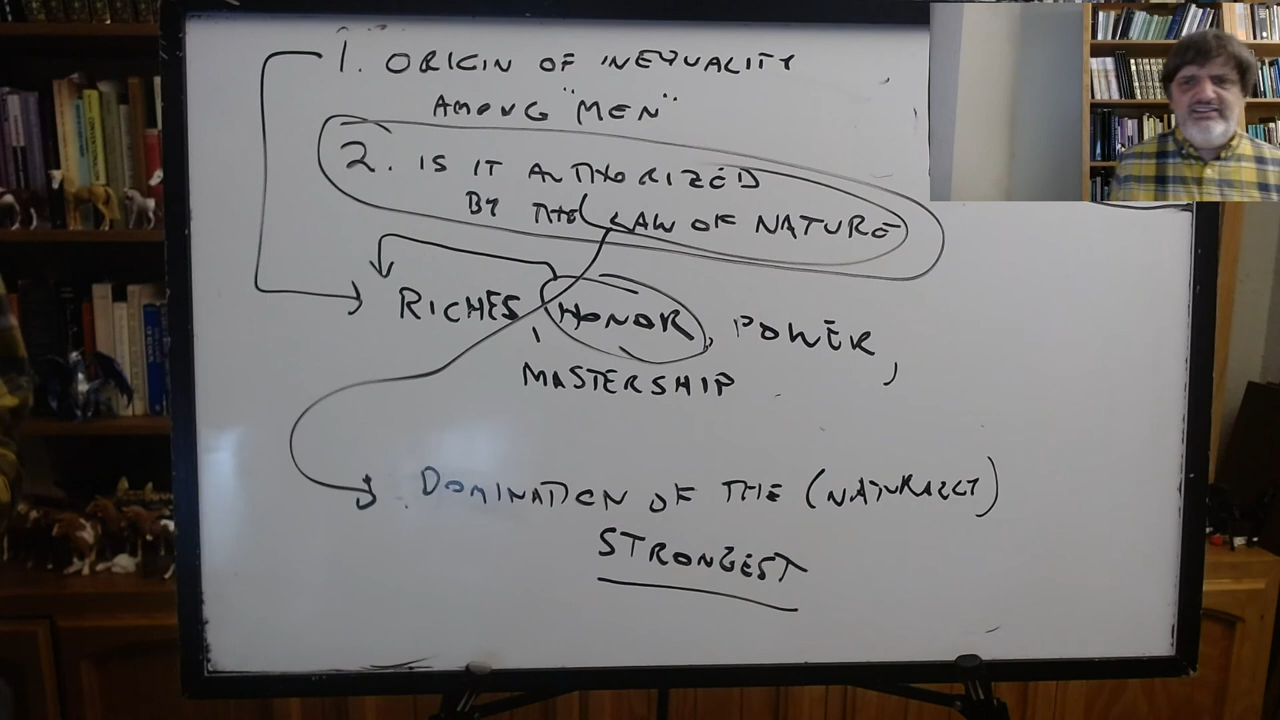 1. ORIGIN OF INEQUALITY
AMONG "MEN"
2. IS IT AUTHORIZED
BY THE LAW OF NATURE
RICHES, HONOR, POWER,
MASTERSHIP
DOMINATION OF THE (NATURALLY)
STRONGEST